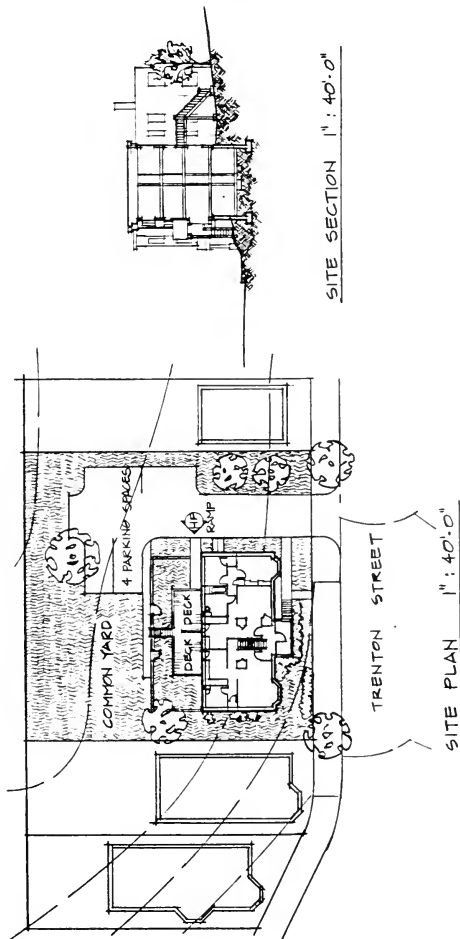 SITE SECTION 1" : 40'-0"
4 PARKING SPACES
COMMON YARD
HP
RAMP
DECK
DECK
TRENTON STREET
SITE PLAN 1" : 40'-0"